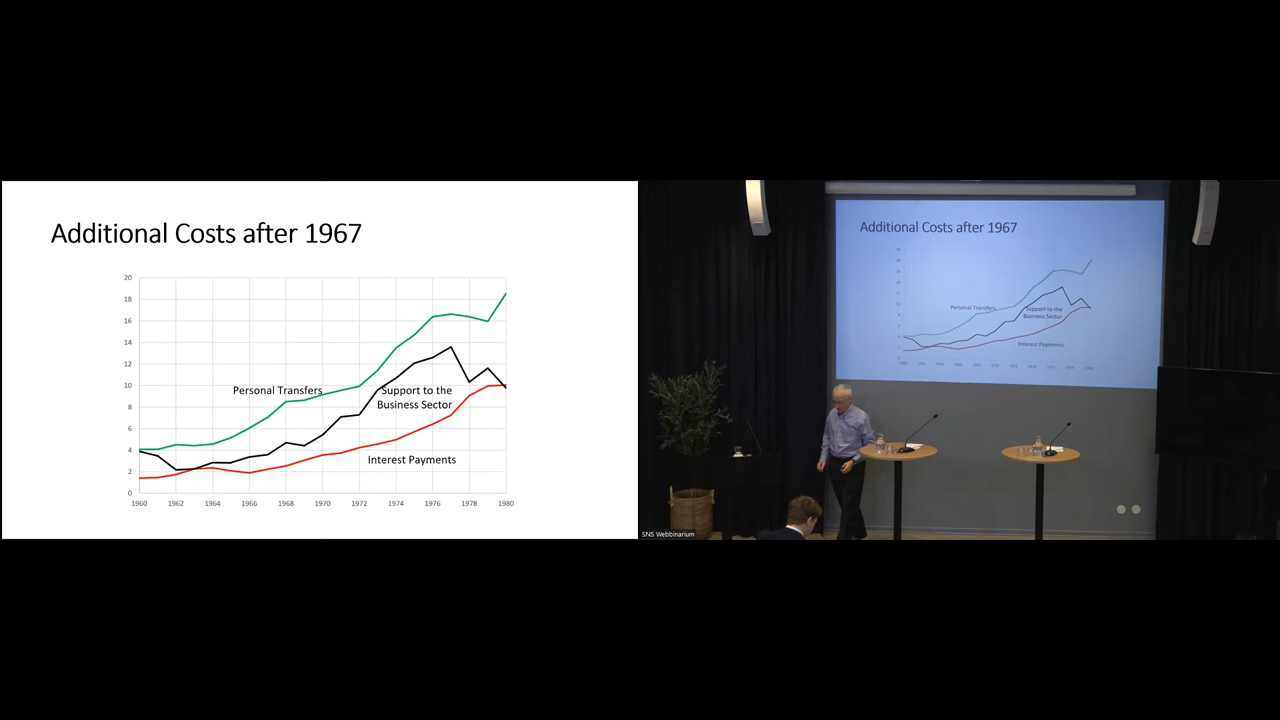 Additional Costs after 1967
20
18
16
14
12
10
8
6
4
2
0
Personal Transfers
Support to the
Business Sector
Interest Payments
1960 1962 1964 1966 1968 1970 1972 1974 1976 1978 1980
Additional Costs after 1967
Personal Transfers
Support to the
Business Sector
Interest Payments
SNS Webbinarium